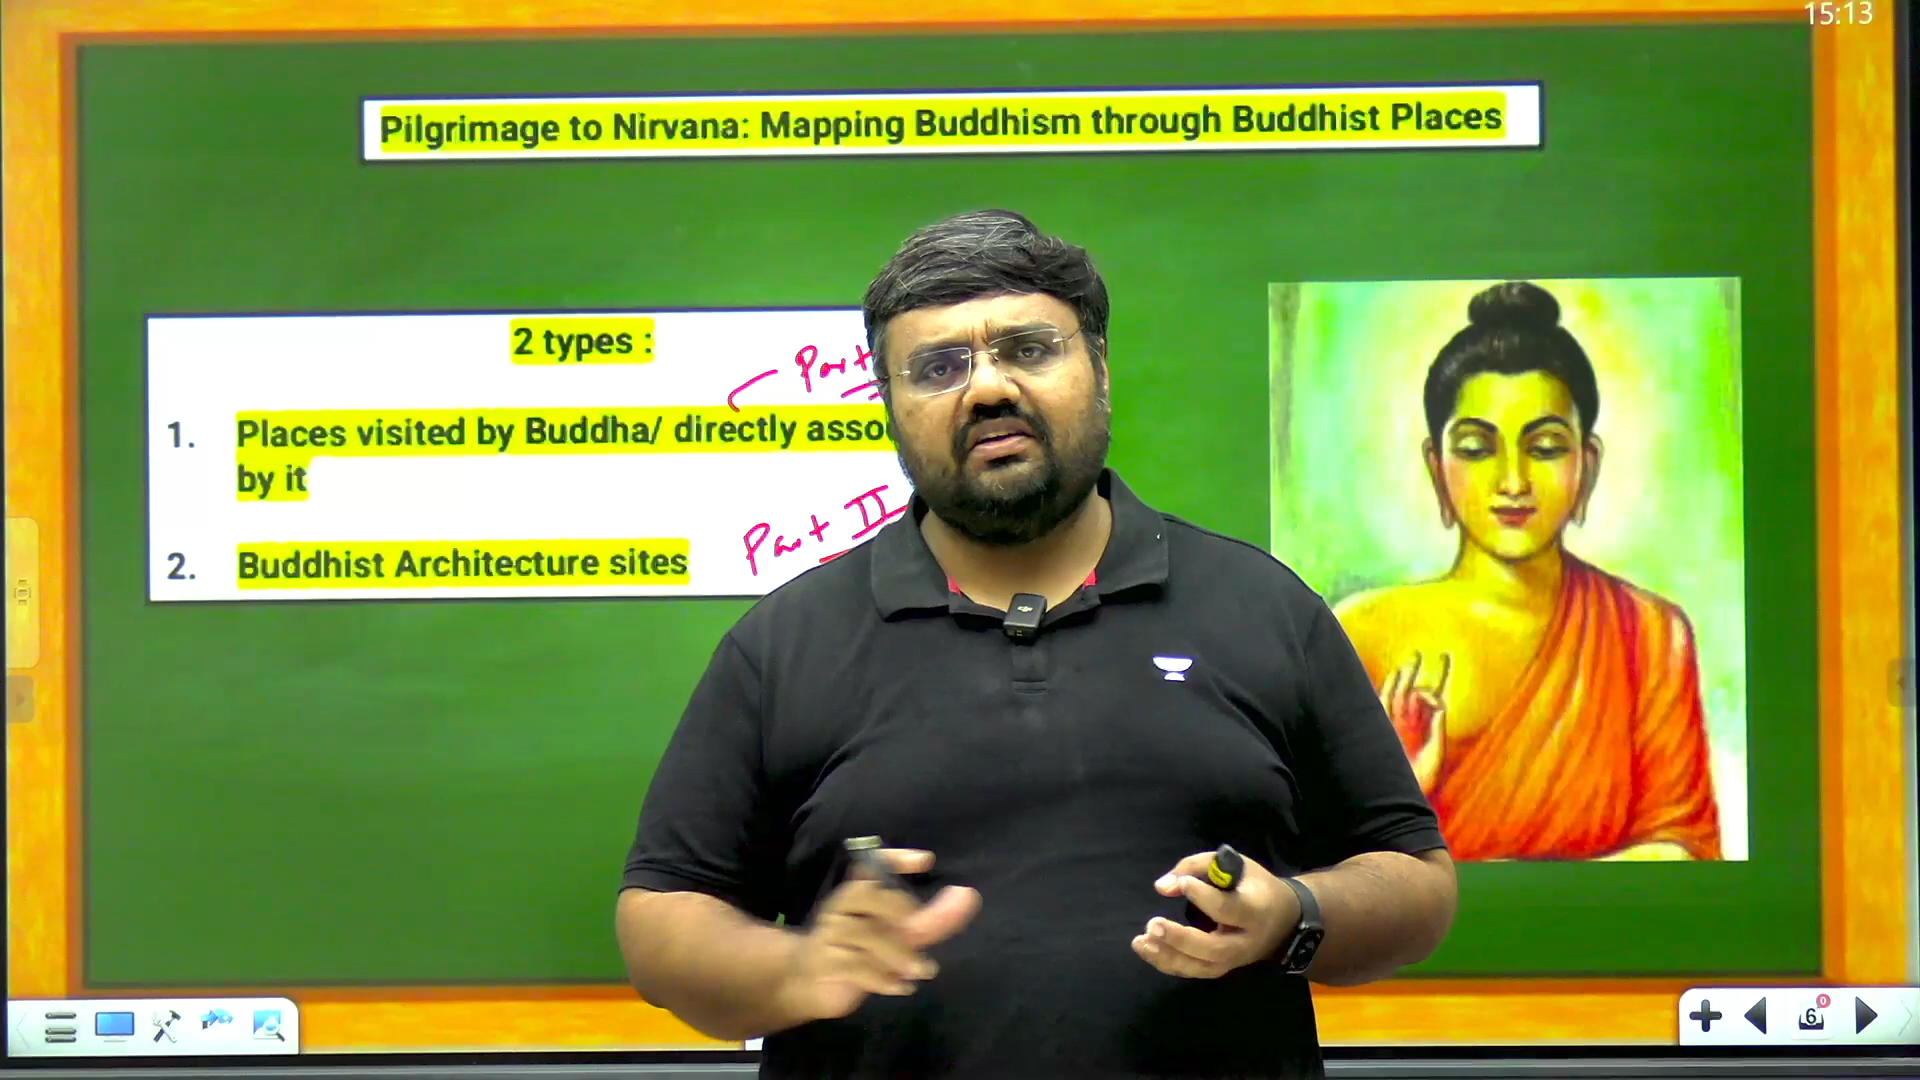 15:13
Pilgrimage to Nirvana: Mapping Buddhism through Buddhist Places
2 types :
Part
1. Places visited by Buddha/ directly
by it
Part II
2. Buddhist Architecture sites
6
0